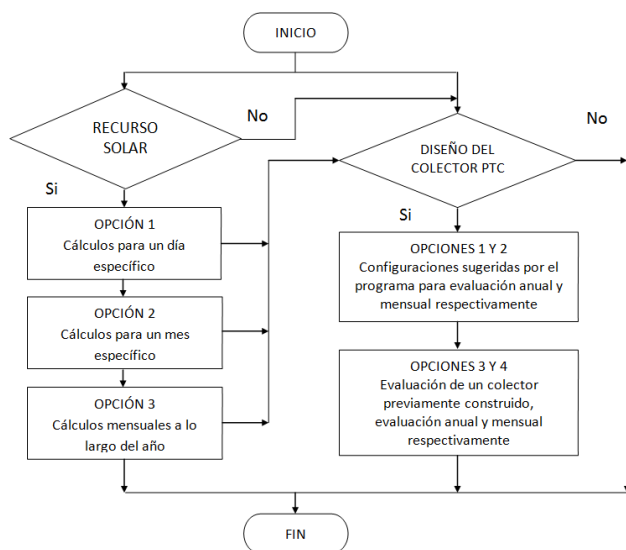 INICIO
RECURSO
SOLAR
No
Si
OPCIÓN 1
Cálculos para un día
específico
OPCIÓN 2
Cálculos para un mes
específico
OPCIÓN 3
Cálculos mensuales a lo
largo del año
DISEÑO DEL
COLECTOR PTC
No
Si
OPCIONES 1 Y 2
Configuraciones sugeridas por el
programa para evaluación anual y
mensual respectivamente
OPCIONES 3 Y 4
Evaluación de un colector
previamente construido,
evaluación anual y mensual
respectivamente
FIN